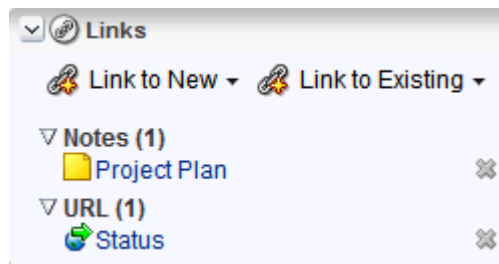 Links
Link to New Link to Existing
Notes (1)
Project Plan
URL (1)
Status